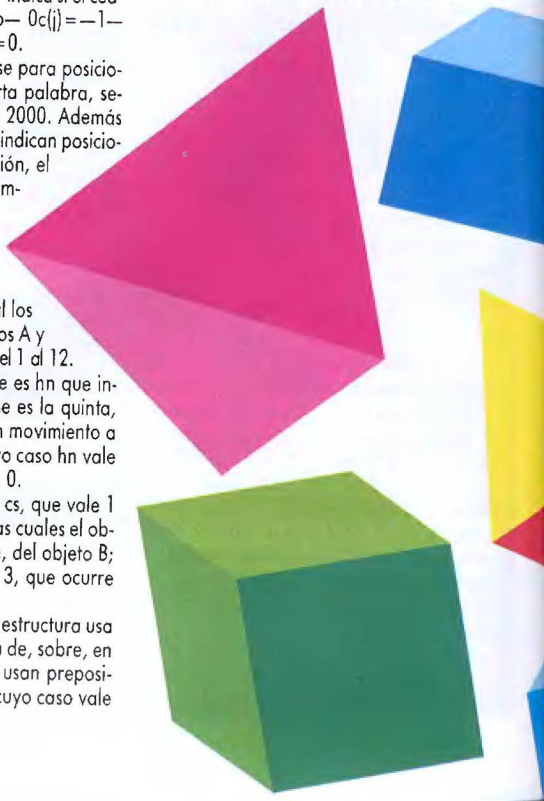 o— 0c(j)=—1—
=0.
se para posicio-
rta palabra, se-
2000. Además
indican posicio-
ión, el
m-
los
os A y
el 1 al 12.
e es hn que in-
se es la quinta,
n movimiento a
o caso hn vale
0.
cs, que vale 1
as cuales el ob-
, del objeto B;
3, que ocurre
estructura usa
de, sobre, en
usan preposi-
cuyo caso vale